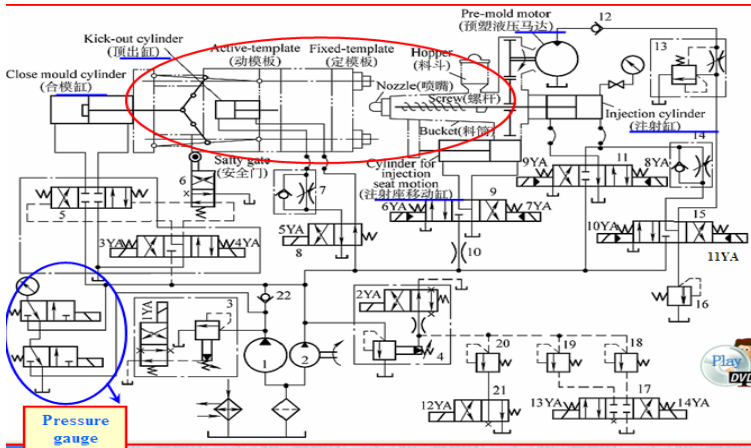 Pre-mold motor
(预塑液压马达)
12
Kick-out cylinder
(顶出缸)
Active-template
(动模板)
Fixed-template
(定模板)
Hopper
(料斗)
13
Close mould cylinder
(合模缸)
Nozzle(喷嘴)
Screw(螺杆)
Injection cylinder
(注射缸)
Bucket(料筒)
14
Salty gate
(安全门)
Cylinder for
injection
seat motion
(注射座移动缸)
9YA
11
8YA
6
7
5
6YA
9
7YA
10YA
15
11YA
3YA
4YA
5YA
8
10
16
1YA
3
22
2YA
1
2
4
20
19
18
21
17
12YA
13YA
14YA
Play
DVD
Pressure
gauge